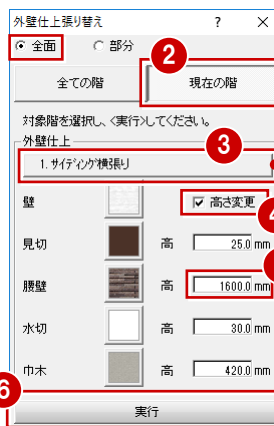 外壁仕上張り替え ? ×
全面 部分
2
全ての階 現在の階
対象階を選択し、<実行>してください。
外壁仕上
3
1. サイディング横張り
壁 高さ変更
4
見切 高 25.0 mm
腰壁 高 1600.0 mm
水切 高 30.0 mm
巾木 高 420.0 mm
6
実行